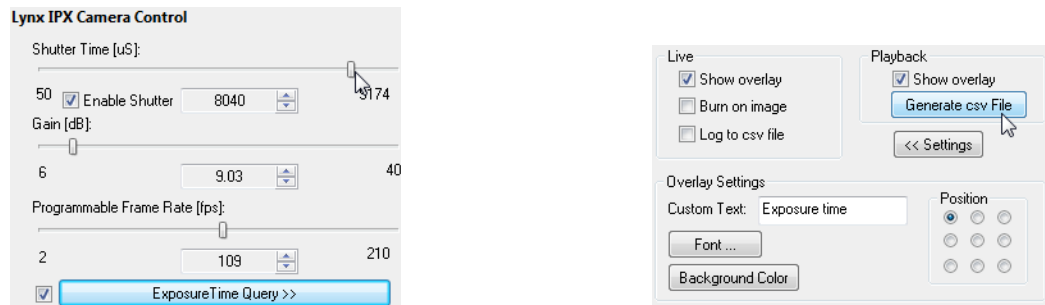 Lynx IPX Camera Control
Shutter Time [uS]:
50 Enable Shutter 8040 9174
Gain [dB]:
6 9.03 40
Programmable Frame Rate [fps]:
2 109 210
ExposureTime Query >>
Live
Show overlay
Burn on image
Log to csv file
Playback
Show overlay
Generate csv File
<< Settings
Overlay Settings
Custom Text: Exposure time
Font ...
Background Color
Position